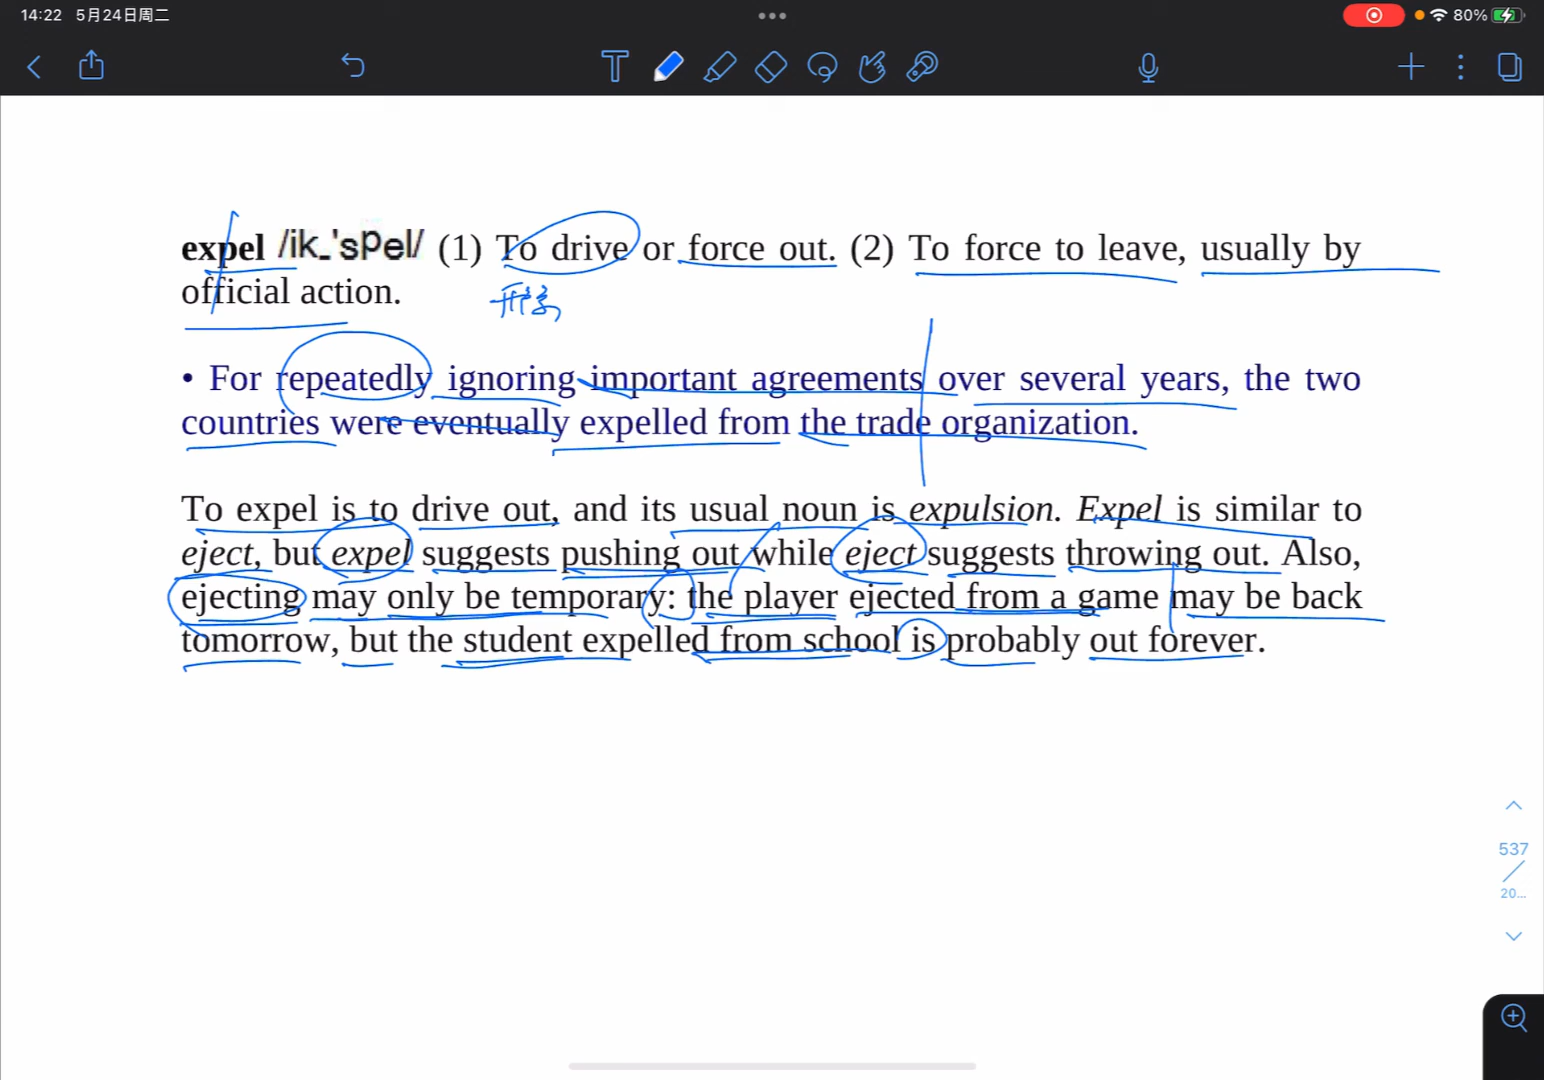 14:22 5月24日周二
80%
T
expel /ik-ˈspel/ (1) To drive or force out. (2) To force to leave, usually by
official action.
• For repeatedly ignoring important agreements over several years, the two
countries were eventually expelled from the trade organization.
To expel is to drive out, and its usual noun is expulsion. Expel is similar to
eject, but expel suggests pushing out while eject suggests throwing out. Also,
ejecting may only be temporary: the player ejected from a game may be back
tomorrow, but the student expelled from school is probably out forever.
537
20...